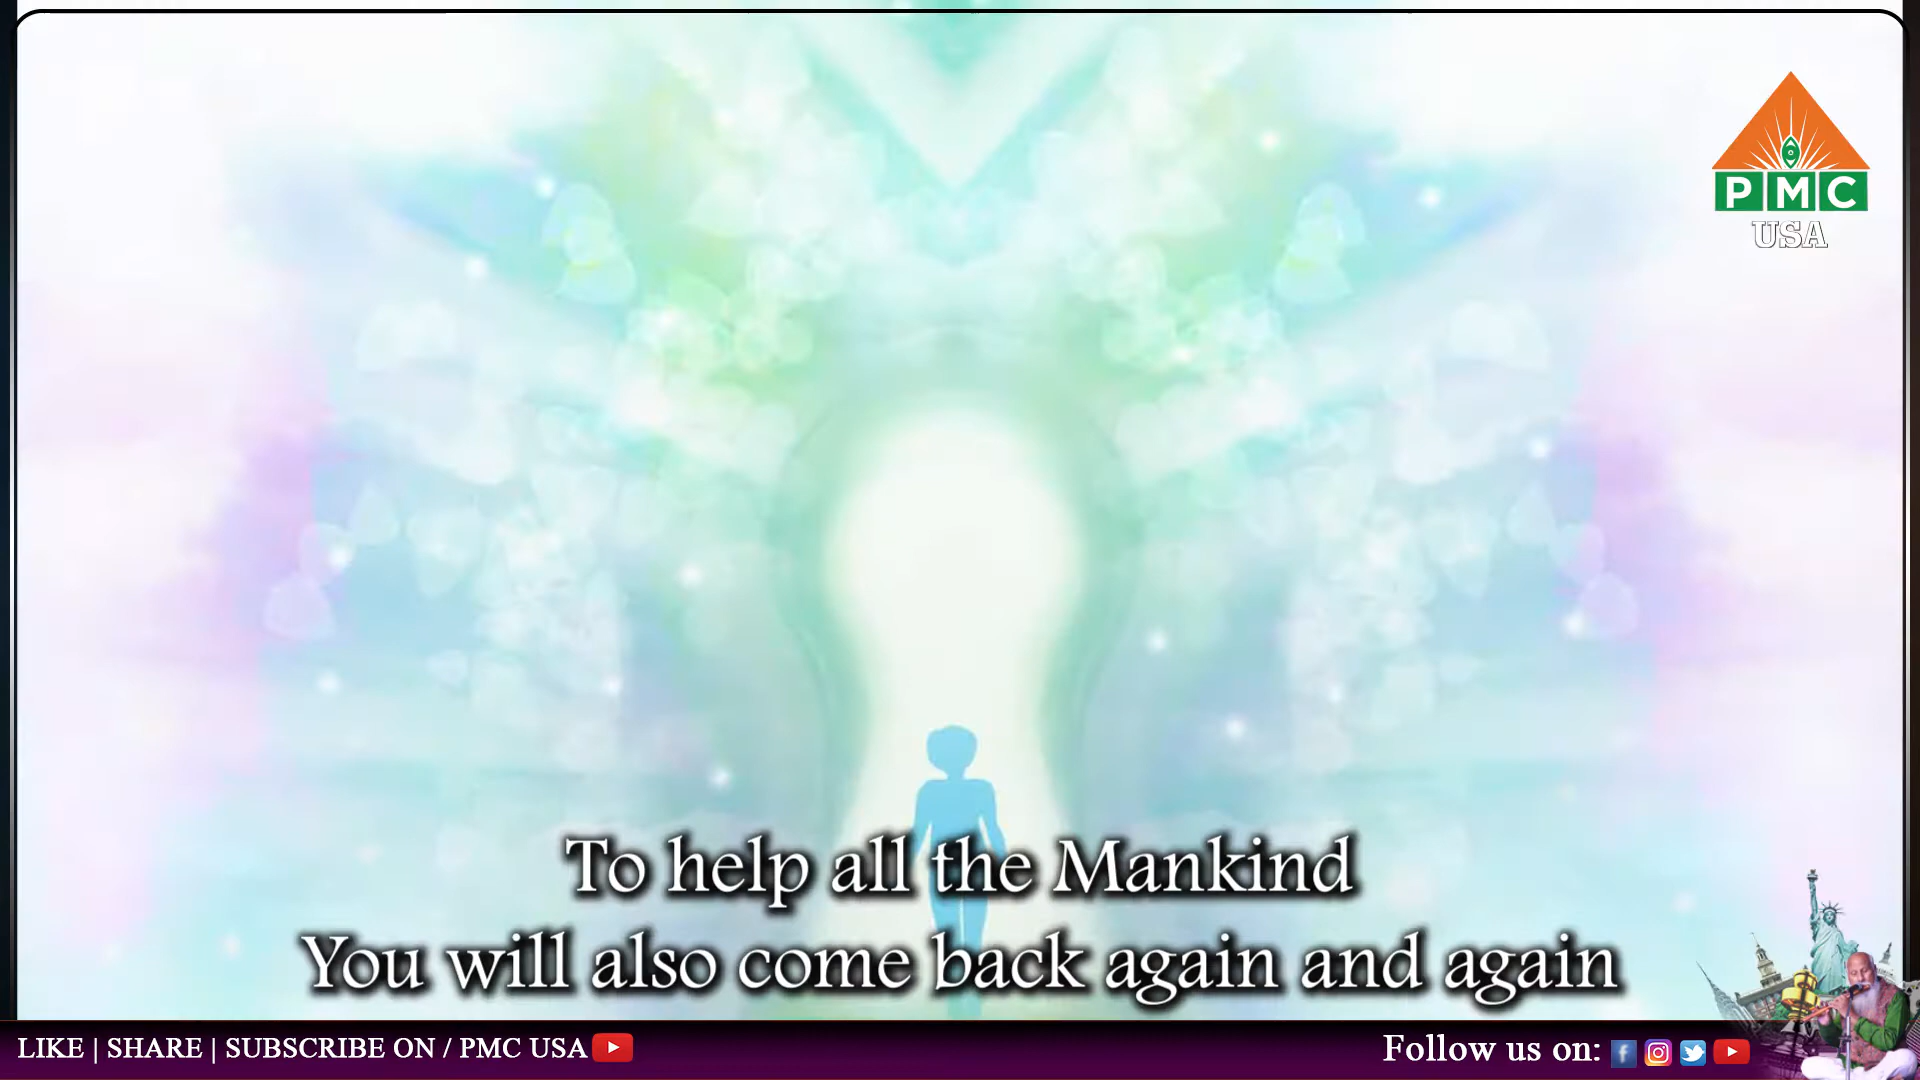 PMC
USA
To help all the Mankind
You will also come back again and again
LIKE | SHARE | SUBSCRIBE ON / PMC USA
Follow us on: